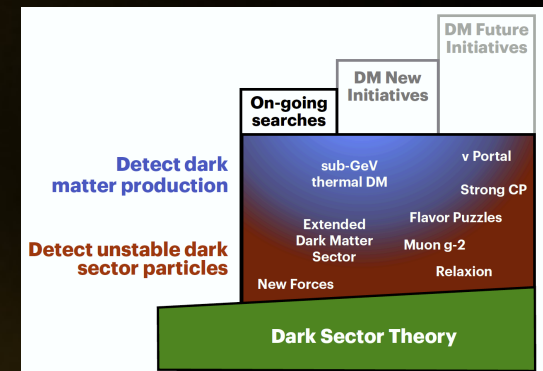 DM Future
Initiatives
DM New
Initiatives
On-going
searches
Detect dark
matter production
sub-GeV
thermal DM
ν Portal
Strong CP
Extended
Dark Matter
Sector
Flavor Puzzles
Muon g-2
Detect unstable dark
sector particles
Relaxion
New Forces
Dark Sector Theory